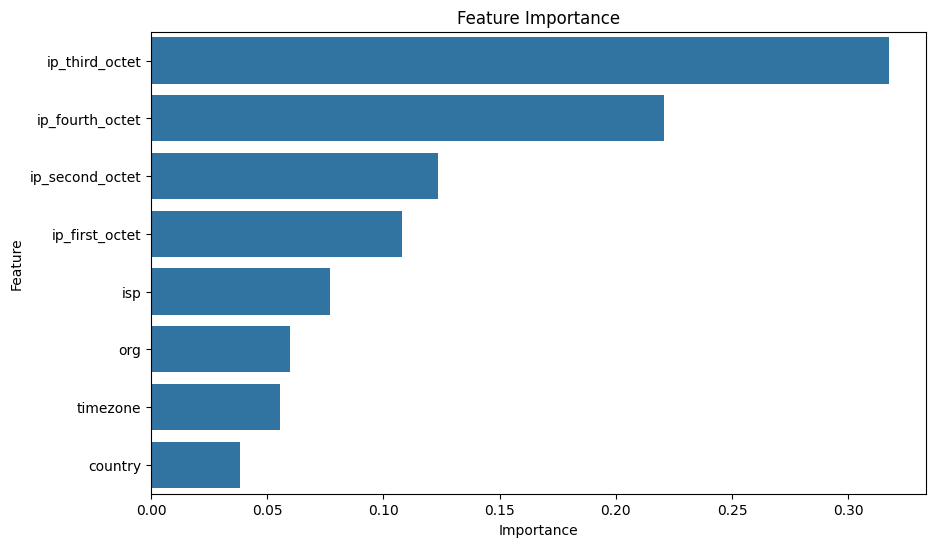 Feature Importance
ip_third_octet
ip_fourth_octet
ip_second_octet
ip_first_octet
isp
org
timezone
country
Feature
0.00 0.05 0.10 0.15 0.20 0.25 0.30
Importance